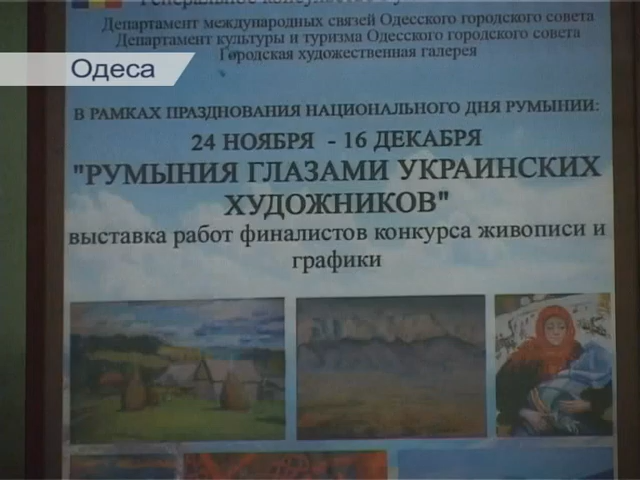 Департамент международных связей Одесского городского совета
Департамент культуры и туризма Одесского городского совета
Городская художественная галерея
Одеса
В РАМКАХ ПРАЗДНОВАНИЯ НАЦИОНАЛЬНОГО ДНЯ РУМЫНИИ:
24 НОЯБРЯ - 16 ДЕКАБРЯ
"РУМЫНИЯ ГЛАЗАМИ УКРАИНСКИХ
ХУДОЖНИКОВ"
выставка работ финалистов конкурса живописи и
графики